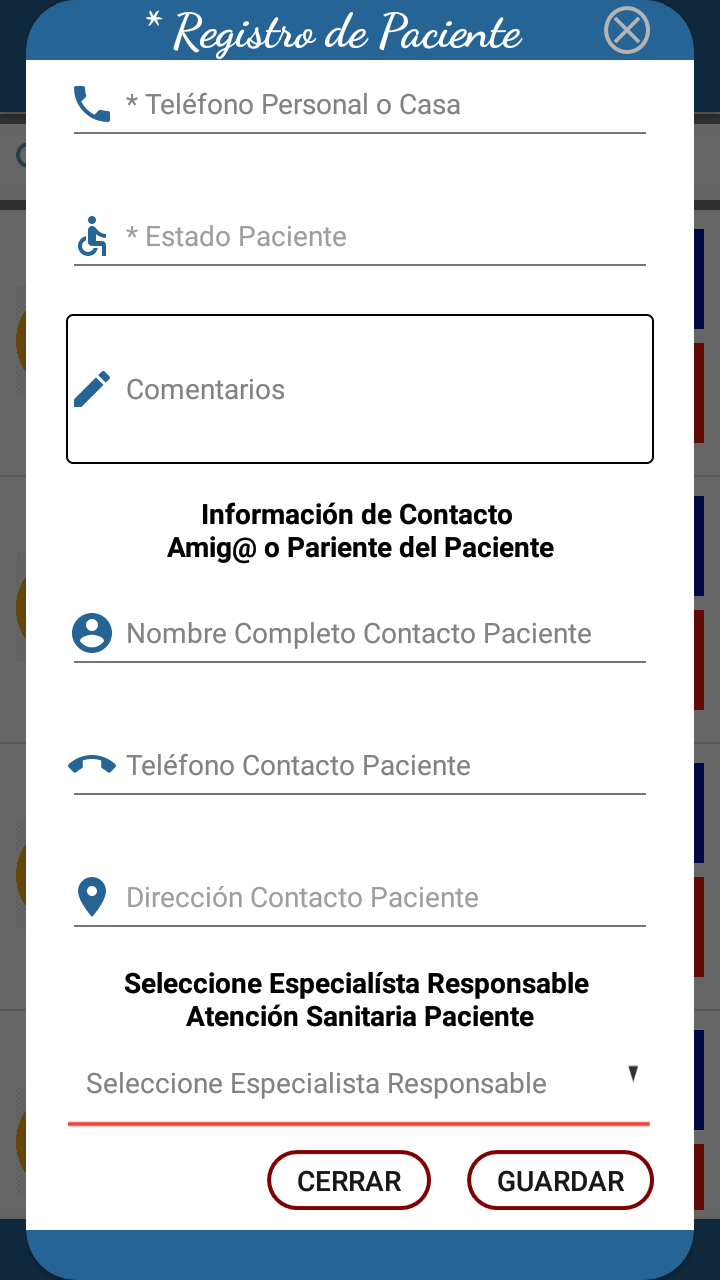 * Registro de Paciente
* Teléfono Personal o Casa
* Estado Paciente
Comentarios
Información de Contacto
Amig@ o Pariente del Paciente
Nombre Completo Contacto Paciente
Teléfono Contacto Paciente
Dirección Contacto Paciente
Seleccione Especialísta Responsable
Atención Sanitaria Paciente
Seleccione Especialista Responsable
CERRAR
GUARDAR